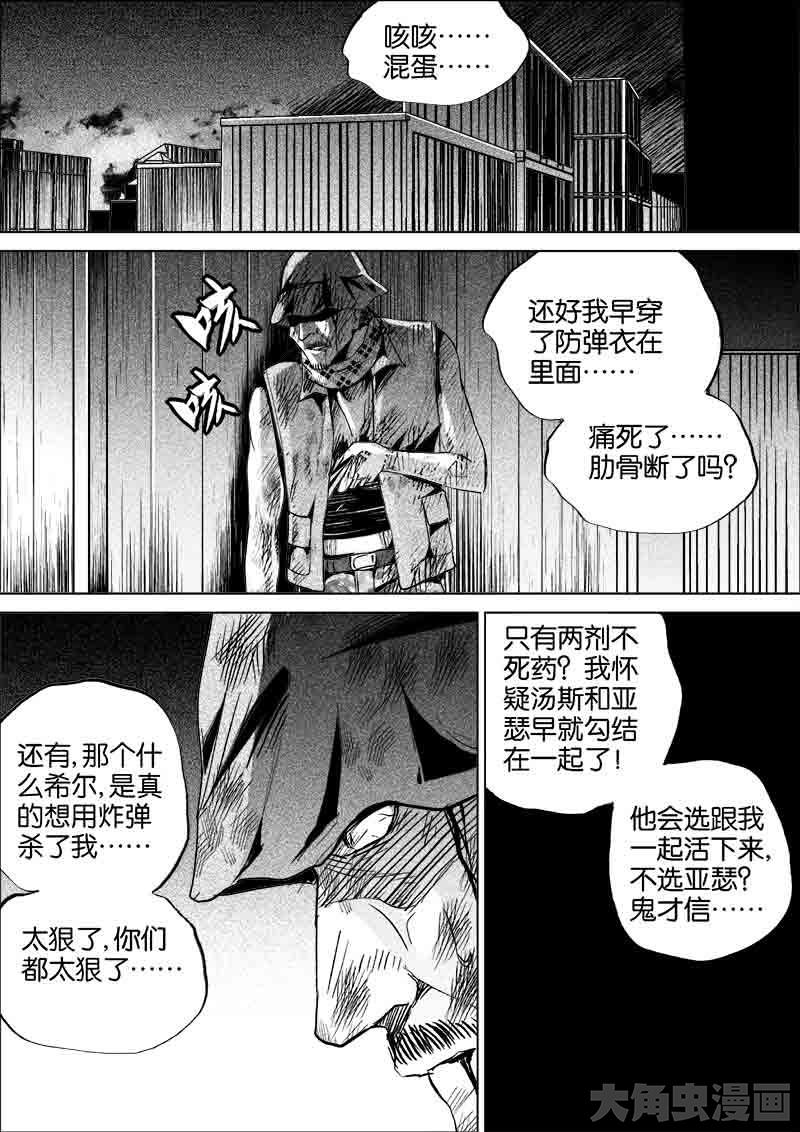 咳咳……
混蛋……
咳
咳
还好我早穿
了防弹衣在
里面……
痛死了……
肋骨断了吗？
还有，那个什
么希尔，是真
的想用炸弹
杀了我……
太狠了，你们
都太狠了……
只有两剂不
死药？我怀
疑汤斯和亚
瑟早就勾结
在一起了！
他会选跟我
一起活下来，
不选亚瑟？
鬼才信……
大角虫漫画